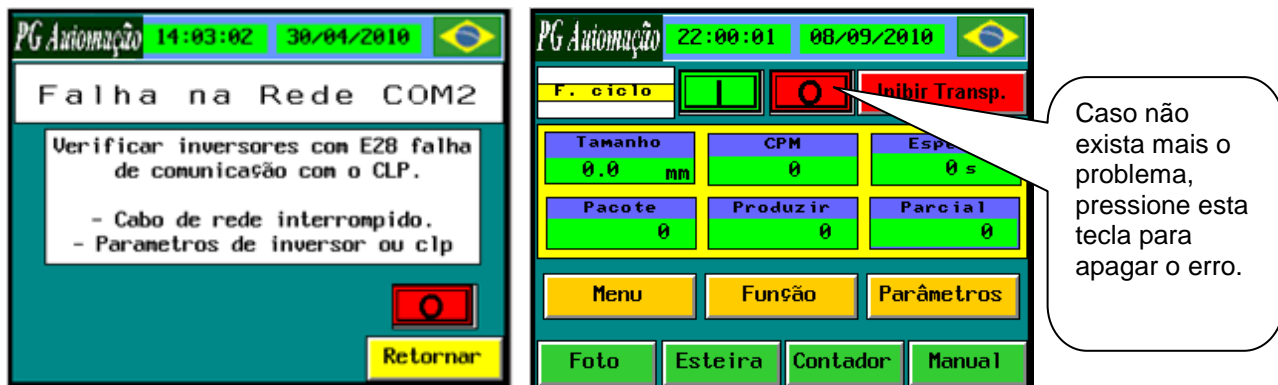 PG Automação 14:03:02 30/04/2010
Falha na Rede COM2
Verificar inversores com E28 falha
de comunicação com o CLP.
- Cabo de rede interrompido.
- Parametros de inversor ou clp
O
Retornar
PG Automação 22:00:01 08/09/2010
F. ciclo I O Inibir Transp.
Tamanho CPM
0.0 mm 0 0 s
Pacote Produzir Parcial
0 0 0
Menu Função Parâmetros
Foto Esteira Contador Manual
Caso não
exista mais o
problema,
pressione esta
tecla para
apagar o erro.